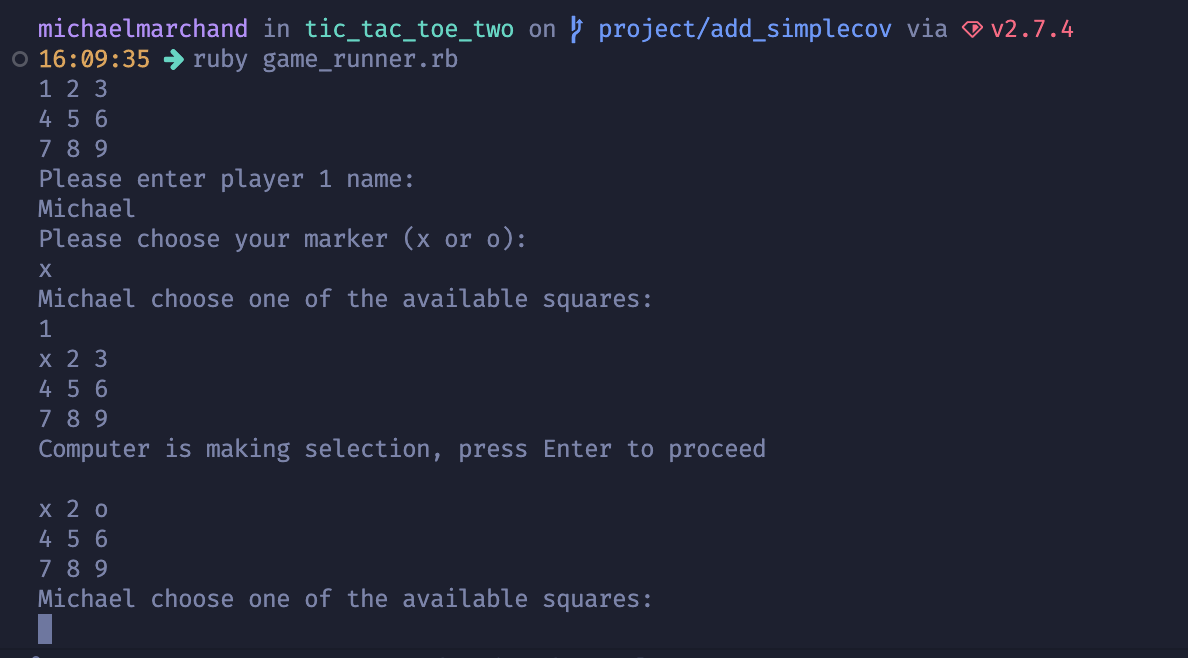 michaelmarchand in tic_tac_toe_two on project/add_simplecov via v2.7.4
16:09:35 ➜ ruby game_runner.rb
1 2 3
4 5 6
7 8 9
Please enter player 1 name:
Michael
Please choose your marker (x or o):
x
Michael choose one of the available squares:
1
x 2 3
4 5 6
7 8 9
Computer is making selection, press Enter to proceed

x 2 o
4 5 6
7 8 9
Michael choose one of the available squares: